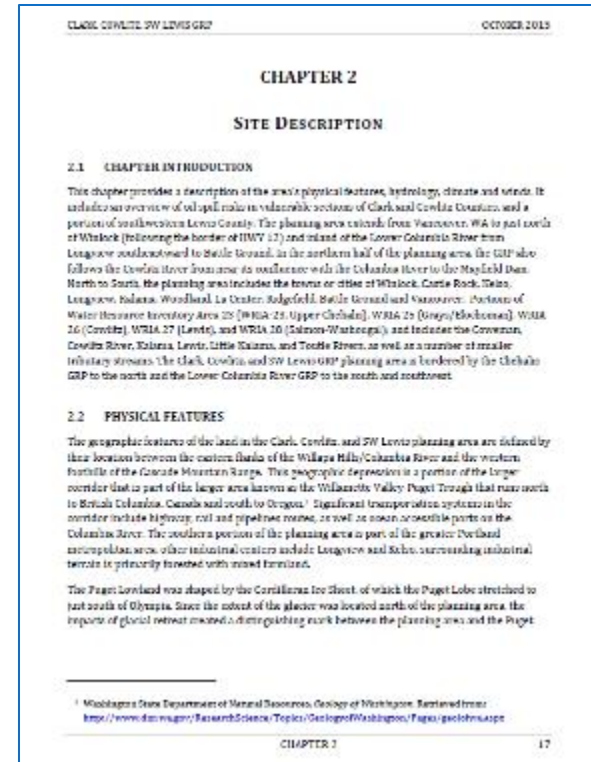 CLARK, COWLITZ, SW LEWIS GRP OCTOBER 2015
CHAPTER 2
SITE DESCRIPTION
2.1 CHAPTER INTRODUCTION
This chapter provides a description of the area's physical features, hydrology, climate and winds. It
includes an overview of oil spill risks in vulnerable sections of Clark and Cowlitz Counties, and a
portion of southwestern Lewis County. The planning area extends from Vancouver, WA to just north
of Winlock (following the border of HWY 12) and inland of the Lower Columbia River from
Longview southeastward to Battle Ground. In the northern half of the planning area, the GRP also
follows the Cowlitz River from near its confluence with the Columbia River to the Mayfield Dam.
North to South, the planning area includes the towns or cities of Winlock, Castle Rock, Kelso,
Longview, Kalama, Woodland, La Center, Ridgefield, Battle Ground and Vancouver. Portions of
Water Resource Inventory Area 23 (WRIA-23, Upper Chehalis), WRIA 25 (Grays/Elochoman), WRIA
26 (Cowlitz), WRIA 27 (Lewis), and WRIA 28 (Salmon-Washougal); and includes the Coweman,
Cowlitz River, Kalama, Lewis, Little Kalama, and Toutle Rivers, as well as a number of smaller
tributary streams. The Clark, Cowlitz, and SW Lewis GRP planning area is bordered by the Chehalis
GRP to the north and the Lower Columbia River GRP to the south and southwest.
2.2 PHYSICAL FEATURES
The geographic features of the land in the Clark, Cowlitz, and SW Lewis planning area are defined by
their location between the eastern flanks of the Willapa Hills/Columbia River and the western
foothills of the Cascade Mountain Range. This geographic depression is a portion of the larger
corridor that is part of the larger area known as the Willamette Valley-Puget Trough that runs north
to British Columbia, Canada and south to Oregon.¹ Significant transportation systems in the
corridor include highway, rail and pipelines routes, as well as ocean accessible ports on the
Columbia River. The southern portion of the planning area is part of the greater Portland
metropolitan area, other industrial centers include Longview and Kelso, surrounding industrial
terrain is primarily forested with mixed farmland.
The Puget Lowland was shaped by the Cordilleran Ice Sheet, of which the Puget Lobe stretched to
just south of Olympia. Since the extent of the glacier was located north of the planning area, the
impacts of glacial retreat created a distinguishing mark between the planning area and the Puget
¹ Washington State Department of Natural Resources, Geology of Washington. Retrieved from:
http://www.dnr.wa.gov/ResearchScience/Topics/GeologyofWashington/Pages/geolofwa.aspx
CHAPTER 2 17